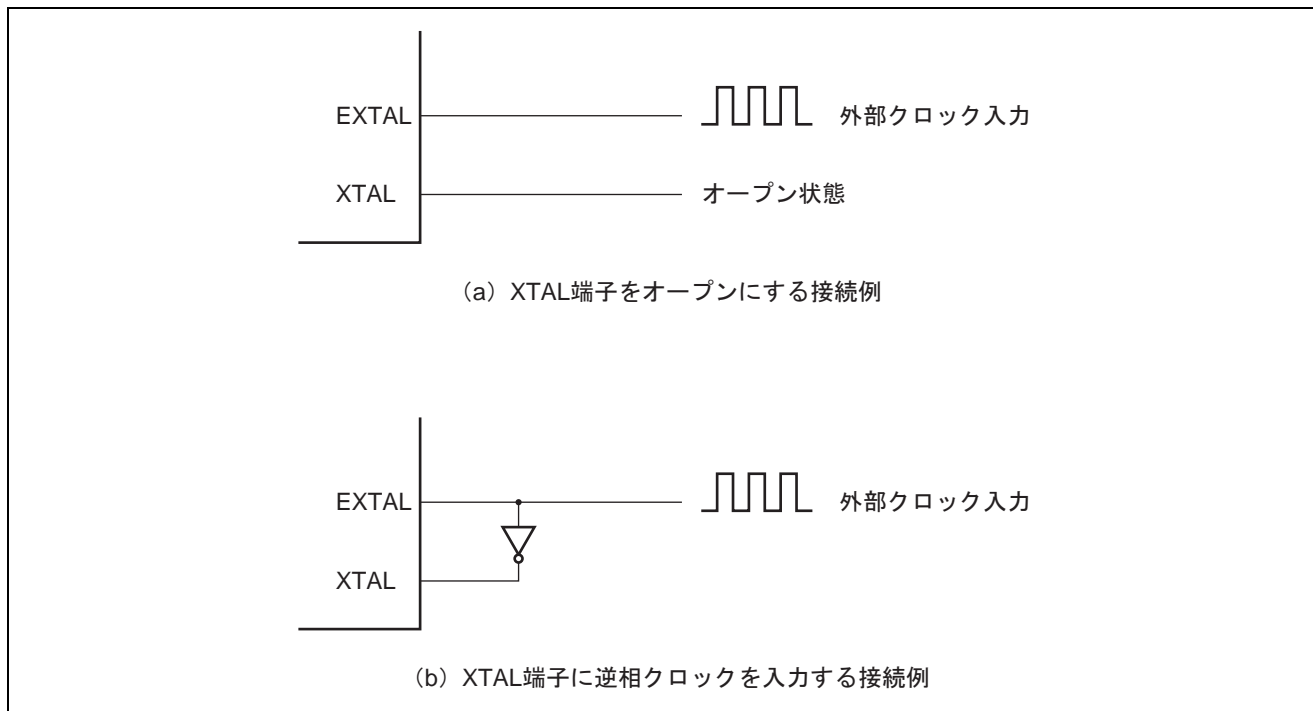 EXTAL
外部クロック入力
XTAL
オープン状態
（a）XTAL端子をオープンにする接続例
EXTAL
外部クロック入力
XTAL
（b）XTAL端子に逆相クロックを入力する接続例